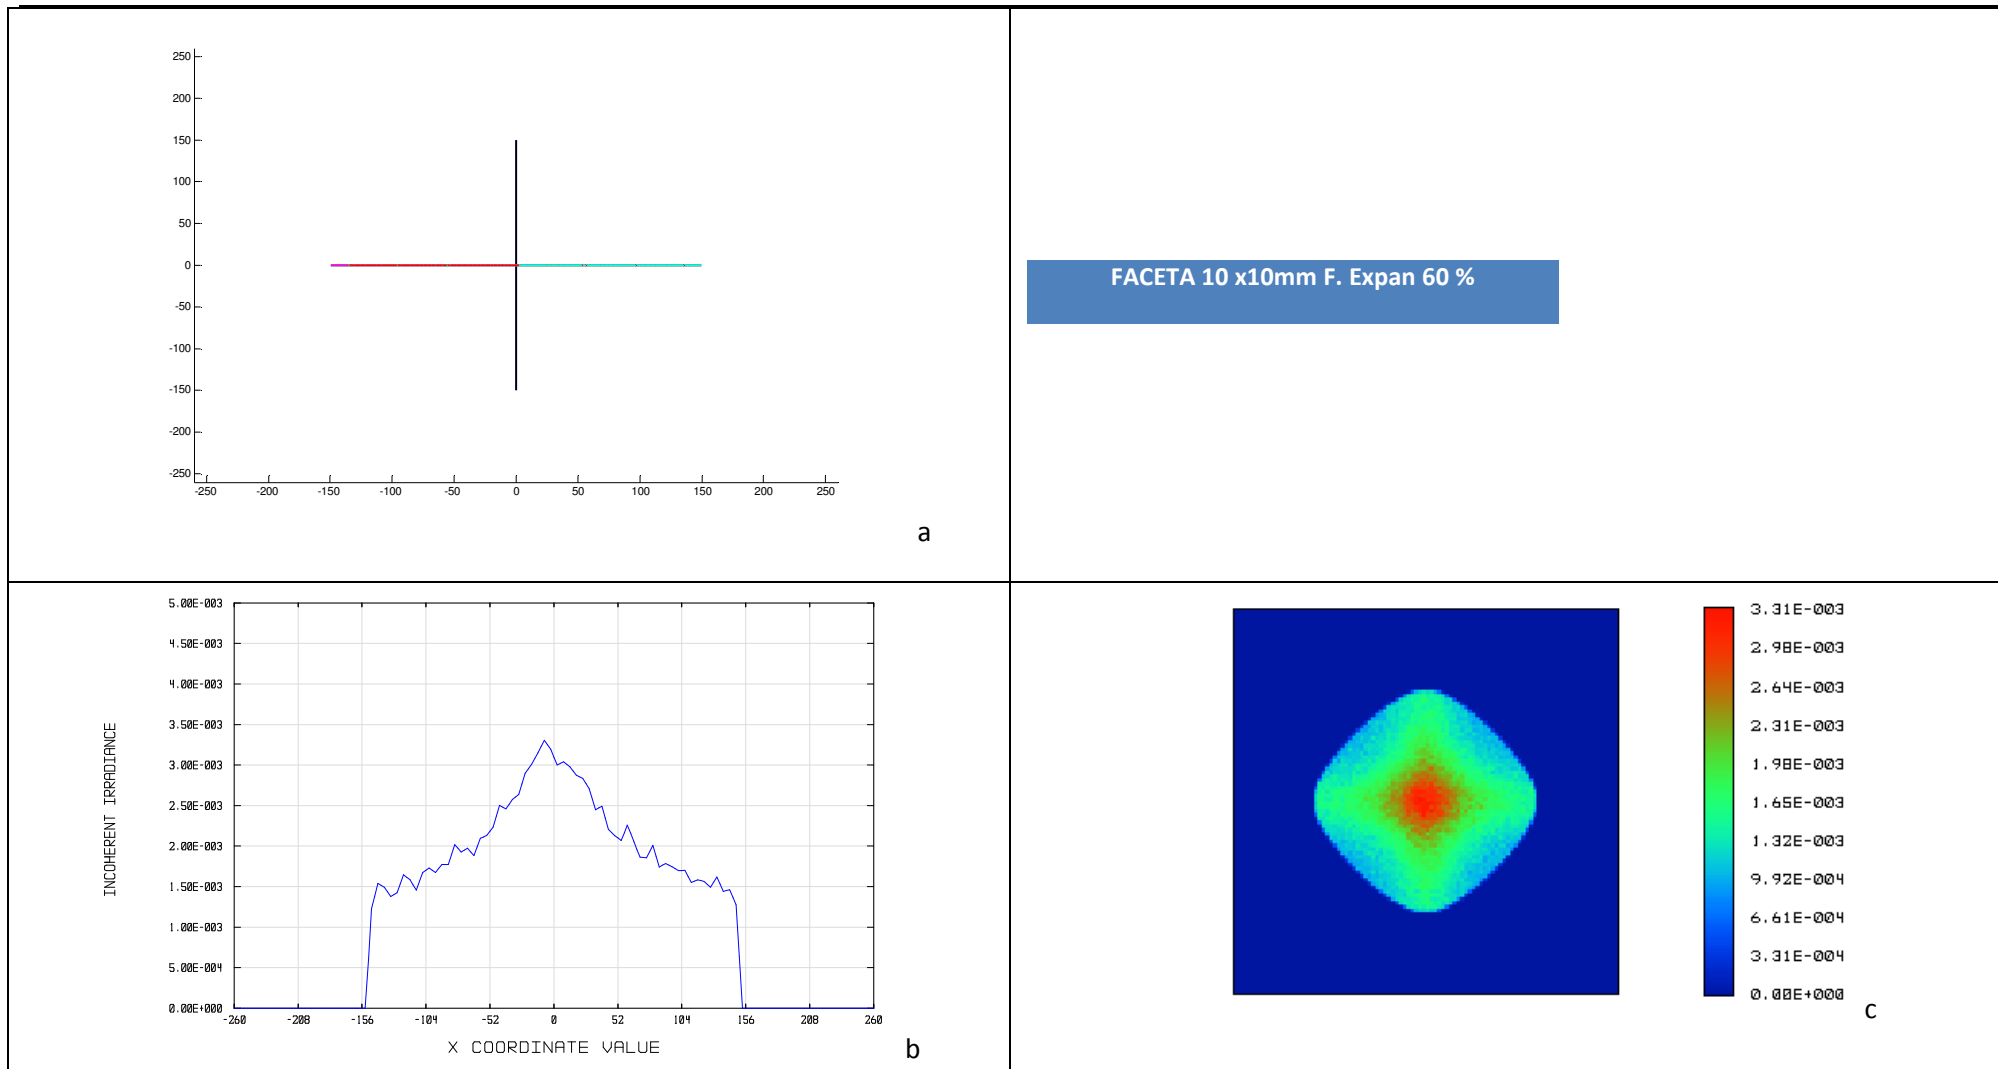 250
200
150
100
50
0
-50
-100
-150
-200
-250
-250 -200 -150 -100 -50 0 50 100 150 200 250
a
FACETA 10 x10mm F. Expan 60 %
5.00E-003
4.50E-003
4.00E-003
3.50E-003
3.00E-003
2.50E-003
2.00E-003
1.50E-003
1.00E-003
5.00E-004
0.00E+000
INCOHERENT IRRADIANCE
-260 -208 -156 -104 -52 0 52 104 156 208 260
X COORDINATE VALUE
b
3.31E-003
2.98E-003
2.64E-003
2.31E-003
1.98E-003
1.65E-003
1.32E-003
9.92E-004
6.61E-004
3.31E-004
0.00E+000
c